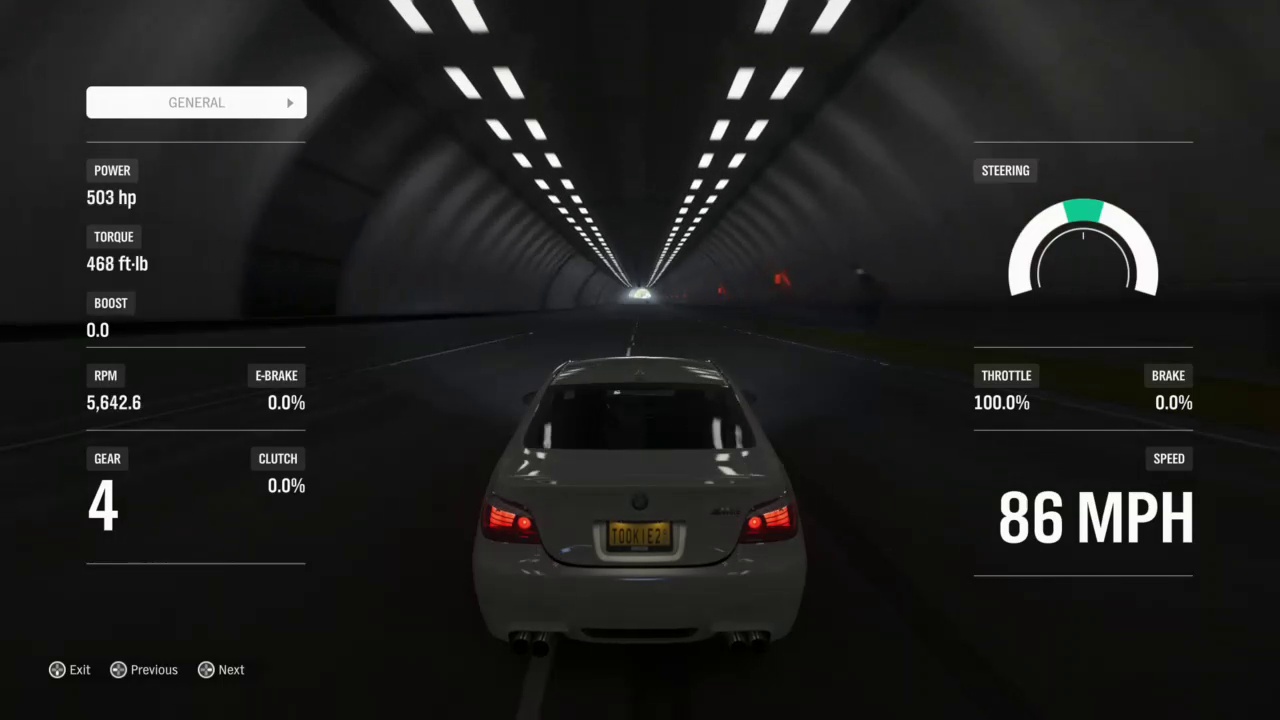 GENERAL
POWER
503 hp
TORQUE
468 ft·lb
BOOST
0.0
RPM
E-BRAKE
5,642.6
0.0%
GEAR
CLUTCH
4
0.0%
STEERING
THROTTLE
BRAKE
100.0%
0.0%
SPEED
86 MPH
TOOKIE2
Exit
Previous
Next